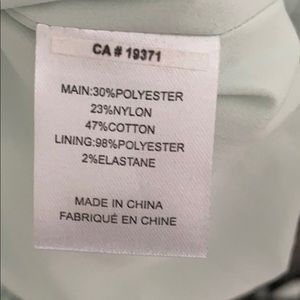 CA # 19371
MAIN:30%POLYESTER
23%NYLON
47%COTTON
LINING:98%POLYESTER
2%ELASTANE
MADE IN CHINA
FABRIQUÉ EN CHINE